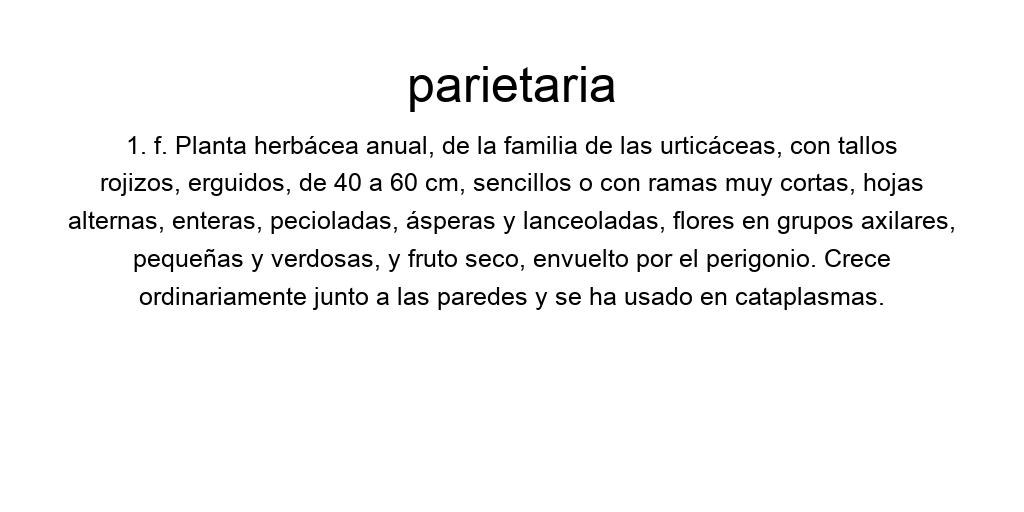 parietaria
1. f. Planta herbácea anual, de la familia de las urticáceas, con tallos
rojizos, erguidos, de 40 a 60 cm, sencillos o con ramas muy cortas, hojas
alternas, enteras, pecioladas, ásperas y lanceoladas, flores en grupos axilares,
pequeñas y verdosas, y fruto seco, envuelto por el perigonio. Crece
ordinariamente junto a las paredes y se ha usado en cataplasmas.